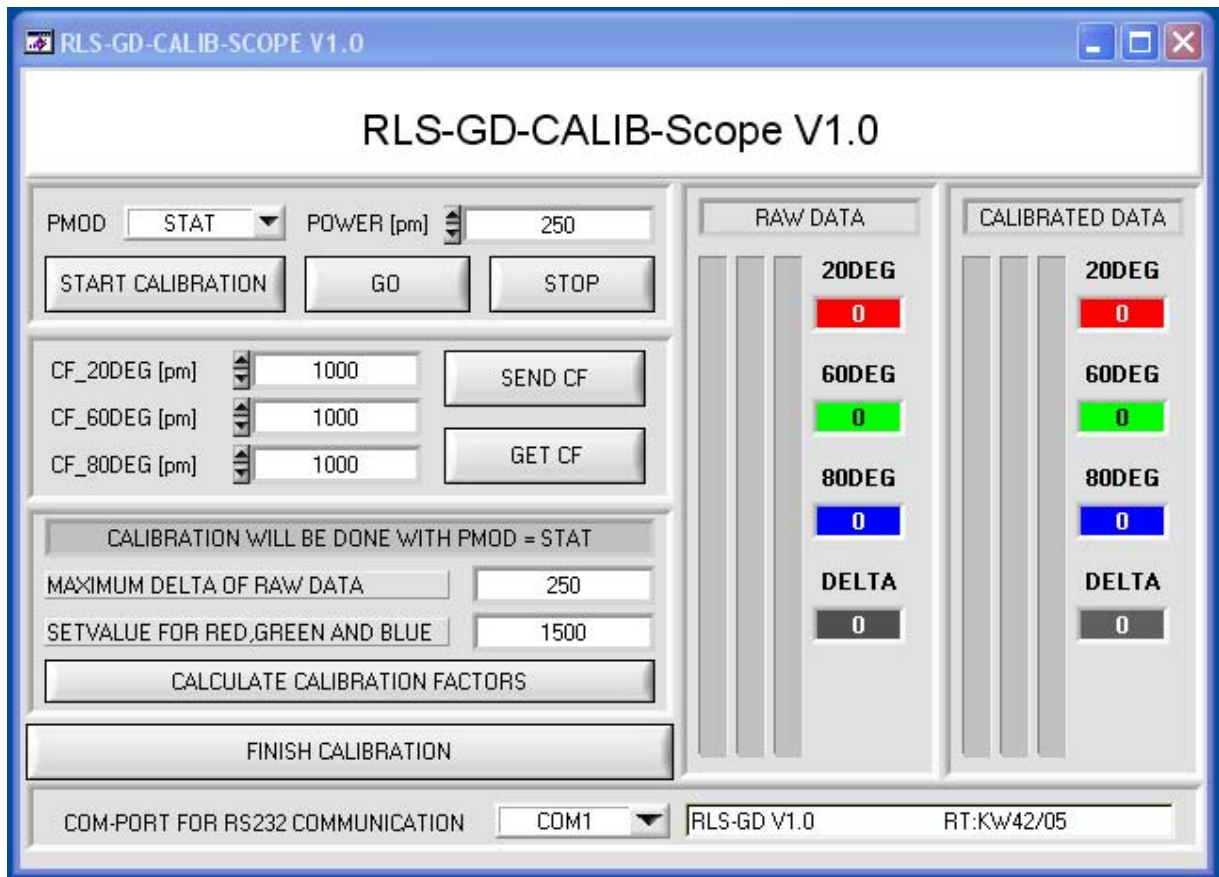 RLS-GD-CALIB-SCOPE V1.0
RLS-GD-CALIB-Scope V1.0
PMOD STAT POWER [pm] 250
START CALIBRATION GO STOP
CF_20DEG [pm] 1000 SEND CF
CF_60DEG [pm] 1000
CF_80DEG [pm] 1000 GET CF
CALIBRATION WILL BE DONE WITH PMOD = STAT
MAXIMUM DELTA OF RAW DATA 250
SETVALUE FOR RED,GREEN AND BLUE 1500
CALCULATE CALIBRATION FACTORS
FINISH CALIBRATION
RAW DATA
20DEG
0
60DEG
0
80DEG
0
DELTA
0
CALIBRATED DATA
20DEG
0
60DEG
0
80DEG
0
DELTA
0
COM-PORT FOR RS232 COMMUNICATION COM1 RLS-GD V1.0 RT:KW42/05